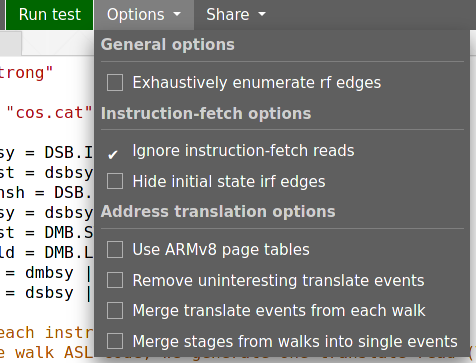 Run test Options Share
General options
trong"
Exhaustively enumerate rf edges
"cos.cat"
Instruction-fetch options
sy = DSB.I
Ignore instruction-fetch reads
st = dsbsy
nsh = DSB.
Hide initial state irf edges
sy = dsbsy
st = DMB.S
Address translation options
ld = DMB.L
Use ARMv8 page tables
= dmbsy |
Remove uninteresting translate events
= dsbsy |
Merge translate events from each walk
each instr
Merge stages from walks into single events
walk ASL